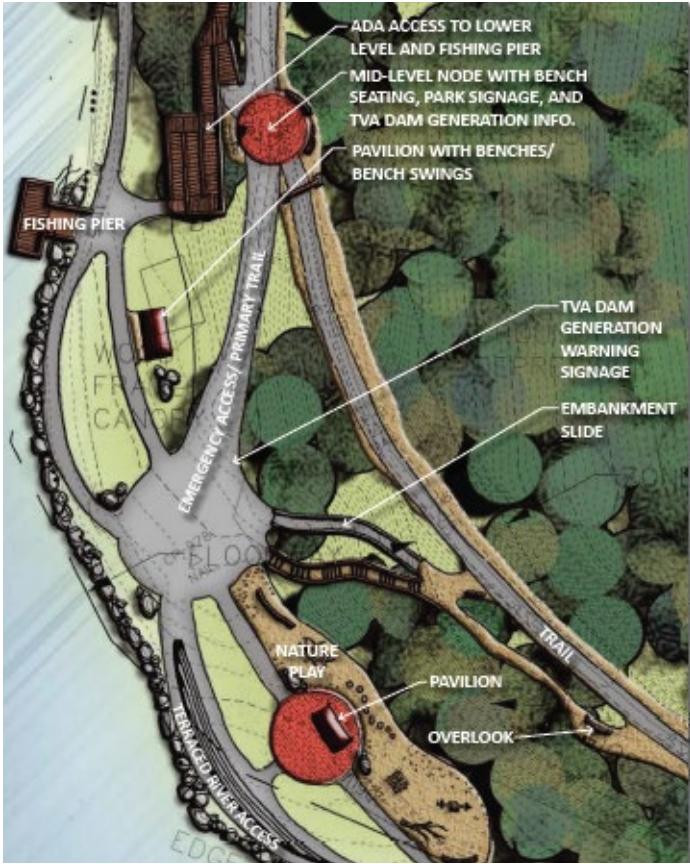 ADA ACCESS TO LOWER
LEVEL AND FISHING PIER
MID-LEVEL NODE WITH BENCH
SEATING, PARK SIGNAGE, AND
TVA DAM GENERATION INFO.
PAVILION WITH BENCHES/
BENCH SWINGS
FISHING PIER
EMERGENCY ACCESS/ PRIMARY TRAIL
TVA DAM
GENERATION
WARNING
SIGNAGE
EMBANKMENT
SLIDE
NATURE
PLAY
TRAIL
PAVILION
OVERLOOK
TERRACED RIVER ACCESS
EDGE